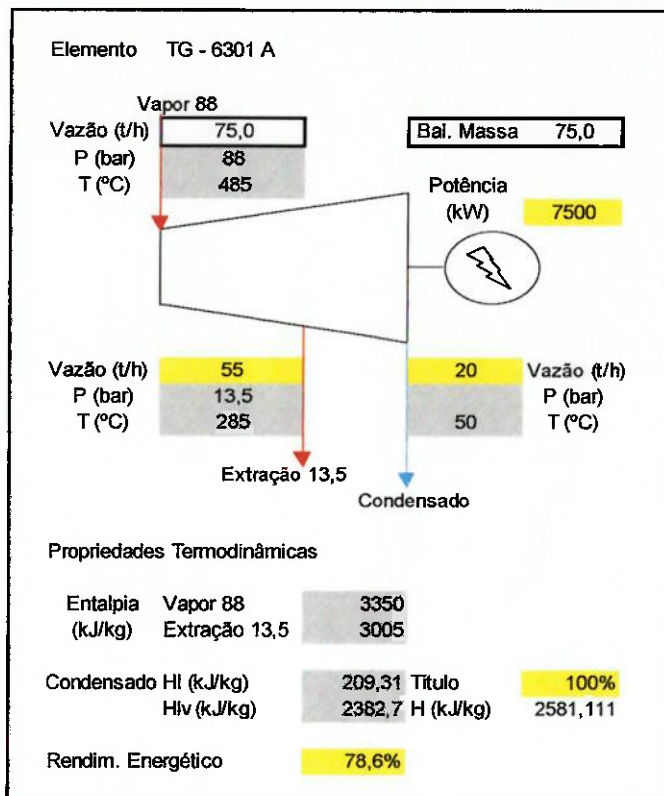 Elemento TG - 6301 A
Vapor 88
Vazão (t/h) 75,0 Bal. Massa 75,0
P (bar) 88
T (ºC) 485
Potência
(kW) 7500
Vazão (t/h) 55 20 Vazão (t/h)
P (bar) 13,5 P (bar)
T (ºC) 285 50 T (ºC)
Extração 13,5
Condensado
Propriedades Termodinâmicas
Entalpia Vapor 88 3350
(kJ/kg) Extração 13,5 3005
Condensado Hl (kJ/kg) 209,31 Titulo 100%
Hlv (kJ/kg) 2382,7 H (kJ/kg) 2581,111
Rendim. Energético 78,6%